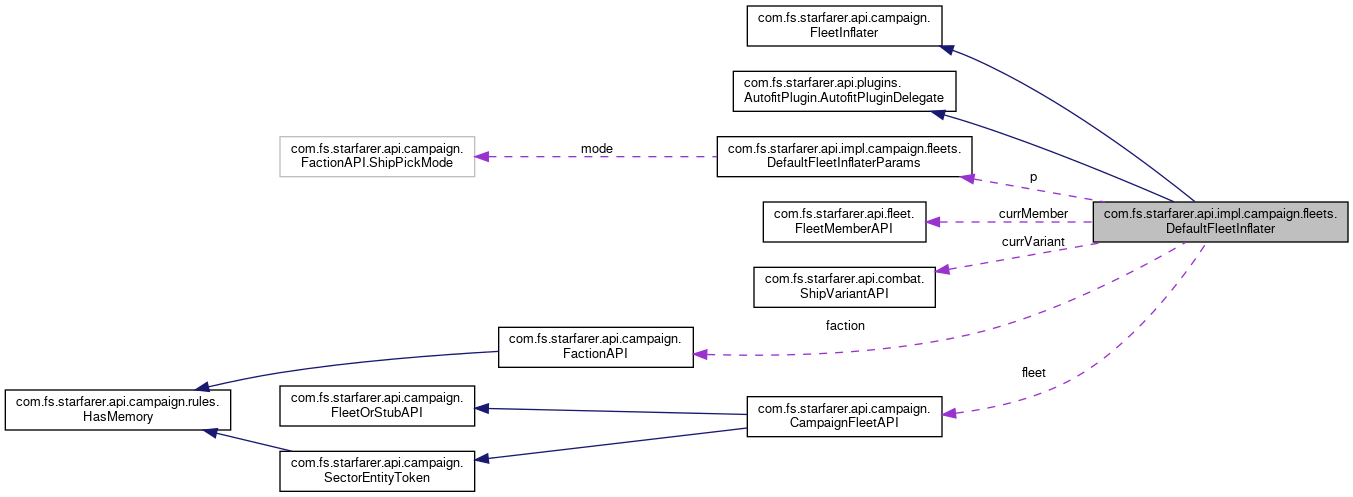 com.fs.starfarer.api.campaign.
FleetInflater
com.fs.starfarer.api.plugins.
AutofitPlugin.AutofitPluginDelegate
com.fs.starfarer.api.campaign.
FactionAPI.ShipPickMode
mode
com.fs.starfarer.api.impl.campaign.fleets.
DefaultFleetInflaterParams
p
com.fs.starfarer.api.fleet.
FleetMemberAPI
currMember
com.fs.starfarer.api.impl.campaign.fleets.
DefaultFleetInflater
currVariant
com.fs.starfarer.api.combat.
ShipVariantAPI
faction
com.fs.starfarer.api.campaign.
FactionAPI
fleet
com.fs.starfarer.api.campaign.rules.
HasMemory
com.fs.starfarer.api.campaign.
FleetOrStubAPI
com.fs.starfarer.api.campaign.
CampaignFleetAPI
com.fs.starfarer.api.campaign.
SectorEntityToken